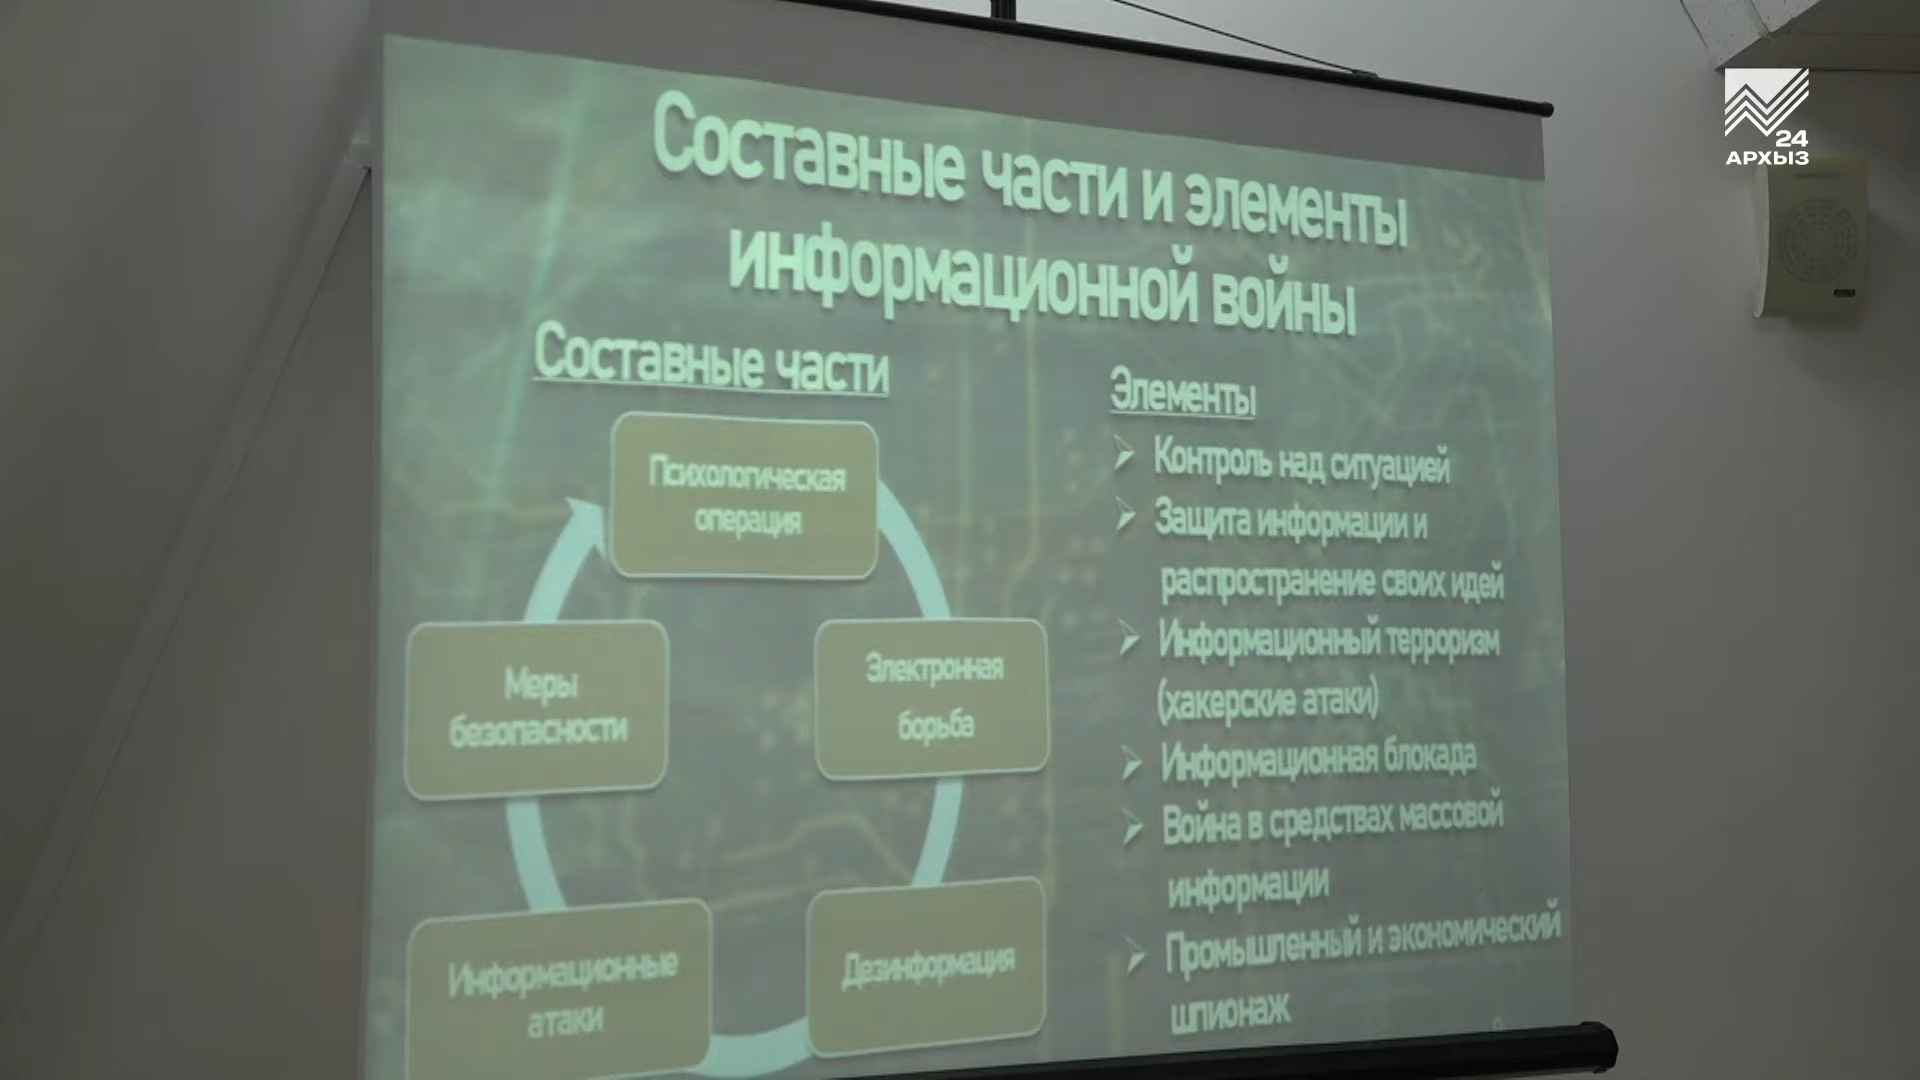 24
АРХЫЗ
Составные части и элементы
информационной войны
Составные части
Психологическая
операция
Электронная
борьба
Дезинформация
Информационные
атаки
Меры
безопасности
Элементы
Контроль над ситуацией
Защита информации и
распространение своих идей
Информационный терроризм
(хакерские атаки)
Информационная блокада
Война в средствах массовой
информации
Промышленный и экономический
шпионаж